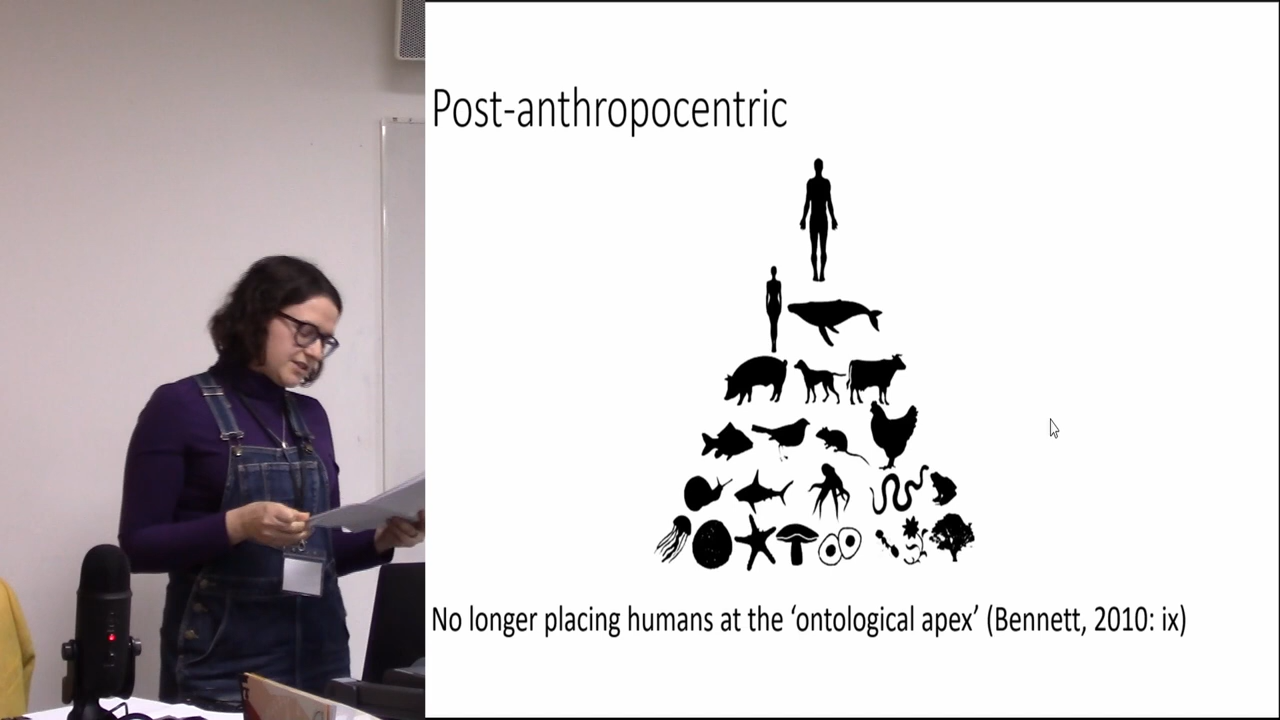 Post-anthropocentric
No longer placing humans at the ‘ontological apex’ (Bennett, 2010: ix)